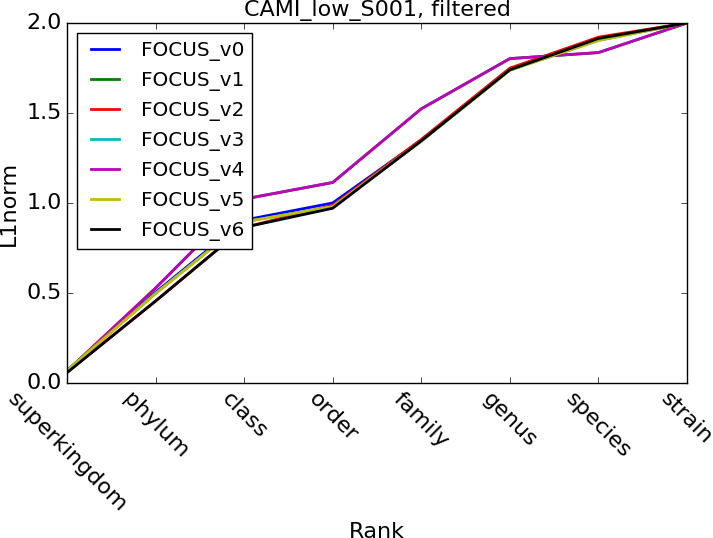 CAMI_low_S001, filtered
2.0
1.5
1.0
0.5
0.0
L1norm
FOCUS_v0
FOCUS_v1
FOCUS_v2
FOCUS_v3
FOCUS_v4
FOCUS_v5
FOCUS_v6
superkingdom
phylum
class
order
family
genus
species
strain
Rank